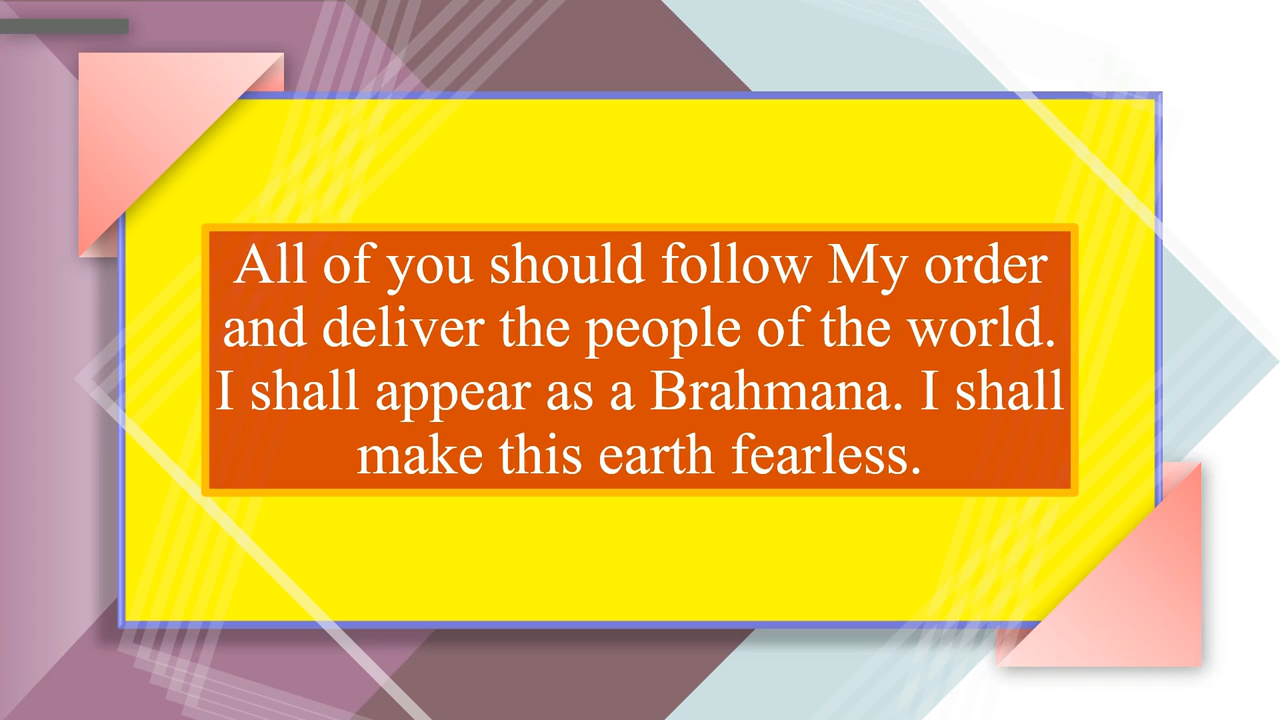 All of you should follow My order
and deliver the people of the world.
I shall appear as a Brahmana. I shall
make this earth fearless.